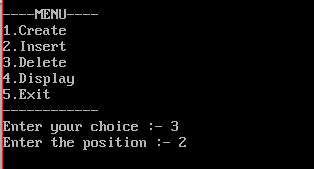 ----MENU----
1.Create
2.Insert
3.Delete
4.Display
5.Exit
------------
Enter your choice :- 3
Enter the position :- 2